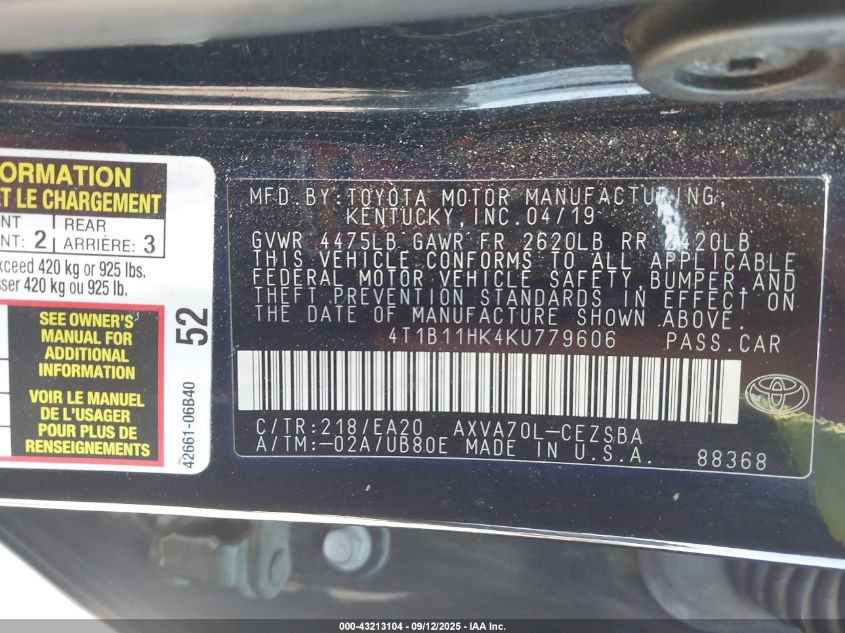 ORMATION
ET LE CHARGEMENT
NT REAR
NT: 2 ARRIÈRE: 3
xceed 420 kg or 925 lbs.
sser 420 kg ou 925 lb.
SEE OWNER'S
MANUAL FOR
ADDITIONAL
INFORMATION
VOIR LE MANUEL
DE L'USAGER
POUR PLUS DE
RENSEIGNEMENTS
52
42661-06B40
MFD.BY:TOYOTA MOTOR MANUFACTURING,
KENTUCKY, INC.04/19
GVWR 4475LB GAWR FR 2620LB RR 2420LB
THIS VEHICLE CONFORMS TO ALL APPLICABLE
FEDERAL MOTOR VEHICLE SAFETY,BUMPER,AND
THEFT PREVENTION STANDARDS IN EFFECT ON
THE DATE OF MANUFACTURE SHOWN ABOVE.
4T1B11HK4KU779606 PASS.CAR
C/TR:218/EA20 AXVA70L-CEZSBA
A/TM:-02A/UB80E MADE IN U.S.A. 88368
000-43213104 - 09/12/2025 - IAA Inc.